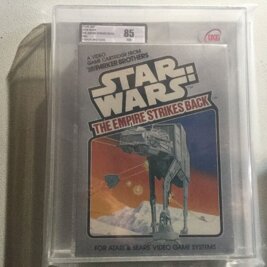 85
A VIDEO
GAME CARTRIDGE FROM
PARKER BROTHERS
STAR
WARS
THE EMPIRE STRIKES BACK
FOR ATARI & SEARS VIDEO GAME SYSTEMS